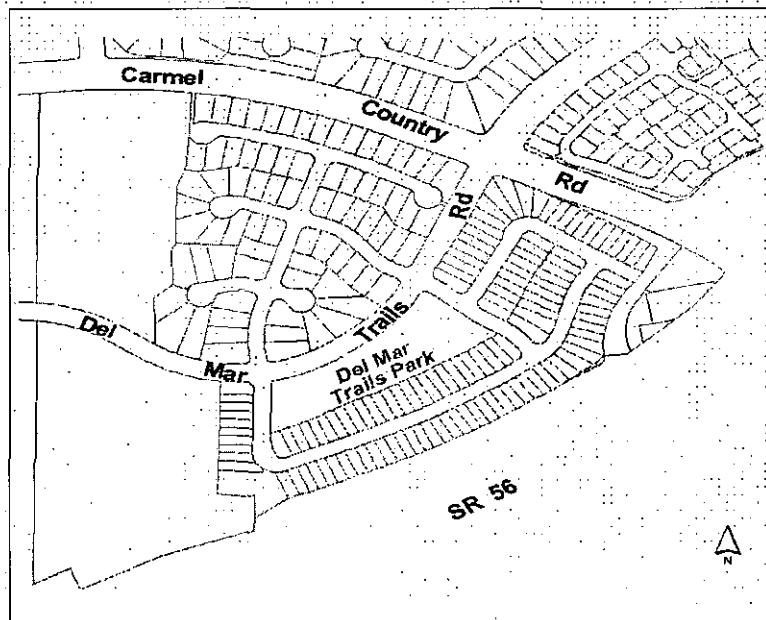 Carmel Country Rd
Del Mar Trails Rd
Del Mar
Trails Park
SR 56
N